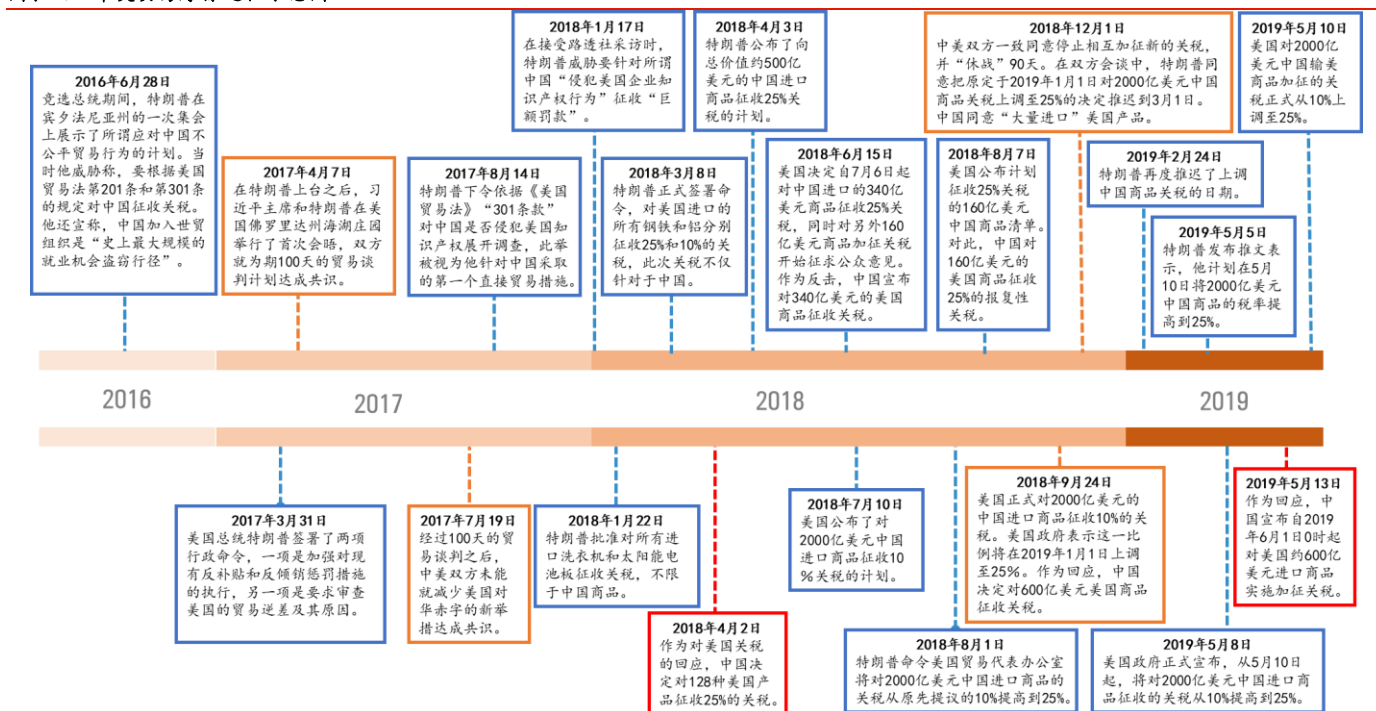 2016年6月28日
竞选总统期间，特朗普在
宾夕法尼亚州的一次集会
上展示了所谓应对中国不
公平贸易行为的计划。当
时他威胁称，要根据美国
贸易法第201条和第301条
的规定对中国征收关税。
他还宣称，中国加入世贸
组织是“史上最大规模的
就业机会盗窃行径”。
2017年4月7日
在特朗普上台之后，习
近平主席和特朗普在美
国佛罗里达州海湖庄园
举行了首次会晤，双方
就为期100天的贸易谈
判计划达成共识。
2017年8月14日
特朗普下令依据《美国
贸易法》“301条款”
对中国是否侵犯美国知
识产权展开调查，此举
被视为他针对中国采取
的第一个直接贸易措施。
2018年1月17日
在接受路透社采访时，
特朗普威胁要针对所谓
中国“侵犯美国企业知
识产权行为”征收“巨
额罚款”。
2018年3月8日
特朗普正式签署命
令，对美国进口的
所有钢铁和铝分别
征收25%和10%的关
税，此次关税不仅
针对于中国。
2018年4月3日
特朗普公布了向
总价值约500亿
美元的中国进口
商品征收25%关
税的计划。
2018年6月15日
美国决定自7月6日起
对中国进口的340亿
美元商品征收25%关
税，同时对另外160
亿美元商品加征关税
开始征求公众意见。
作为反击，中国宣布
对340亿美元的美国
商品征收关税。
2018年8月7日
美国公布计划
征收25%关税
的160亿美元
中国商品清单。
对此，中国对
160亿美元的
美国商品征收
25%的报复性
关税。
2018年12月1日
中美双方一致同意停止相互加征新的关税，
并“休战”90天。在双方会谈中，特朗普同
意把原定于2019年1月1日对2000亿美元中国
商品关税上调至25%的决定推迟到3月1日。
中国同意“大量进口”美国产品。
2019年2月24日
特朗普再度推迟了上调
中国商品关税的日期。
2019年5月5日
特朗普发布推文表
示，他计划在5月
10日将2000亿美元
中国商品的税率提
高到25%。
2019年5月10日
美国对2000亿
美元中国输美
商品加征的关
税正式从10%上
调至25%。
2016
2017
2018
2019
2017年3月31日
美国总统特朗普签署了两项
行政命令，一项是加强对现
有反补贴和反倾销惩罚措施
的执行，另一项是要求审查
美国的贸易逆差及其原因。
2017年7月19日
经过100天的贸
易谈判之后，
中美双方未能
就减少美国对
华赤字的新举
措达成共识。
2018年1月22日
特朗普批准对所有进
口洗衣机和太阳能电
池板征收关税，不限
于中国商品。
2018年4月2日
作为对美国关税
的回应，中国决
定对128种美国产
品征收25%的关税。
2018年7月10日
美国公布了对
2000亿美元中国
进口商品征收10
%关税的计划。
2018年8月1日
特朗普命令美国贸易代表办公室
将对2000亿美元中国进口商品的
关税从原先提议的10%提高到25%。
2018年9月24日
美国正式对2000亿美元的
中国进口商品征收10%的关
税。美国政府表示这一比
例将在2019年1月1日上调
至25%。作为回应，中国
决定对600亿美元美国商品
征收关税。
2019年5月8日
美国政府正式宣布，从5月10日
起，将对2000亿美元中国进口商
品征收的关税从10%提高到25%。
2019年5月13日
作为回应，中
国宣布自2019
年6月1日0时起
对美国约600亿
美元进口商品
实施加征关税。